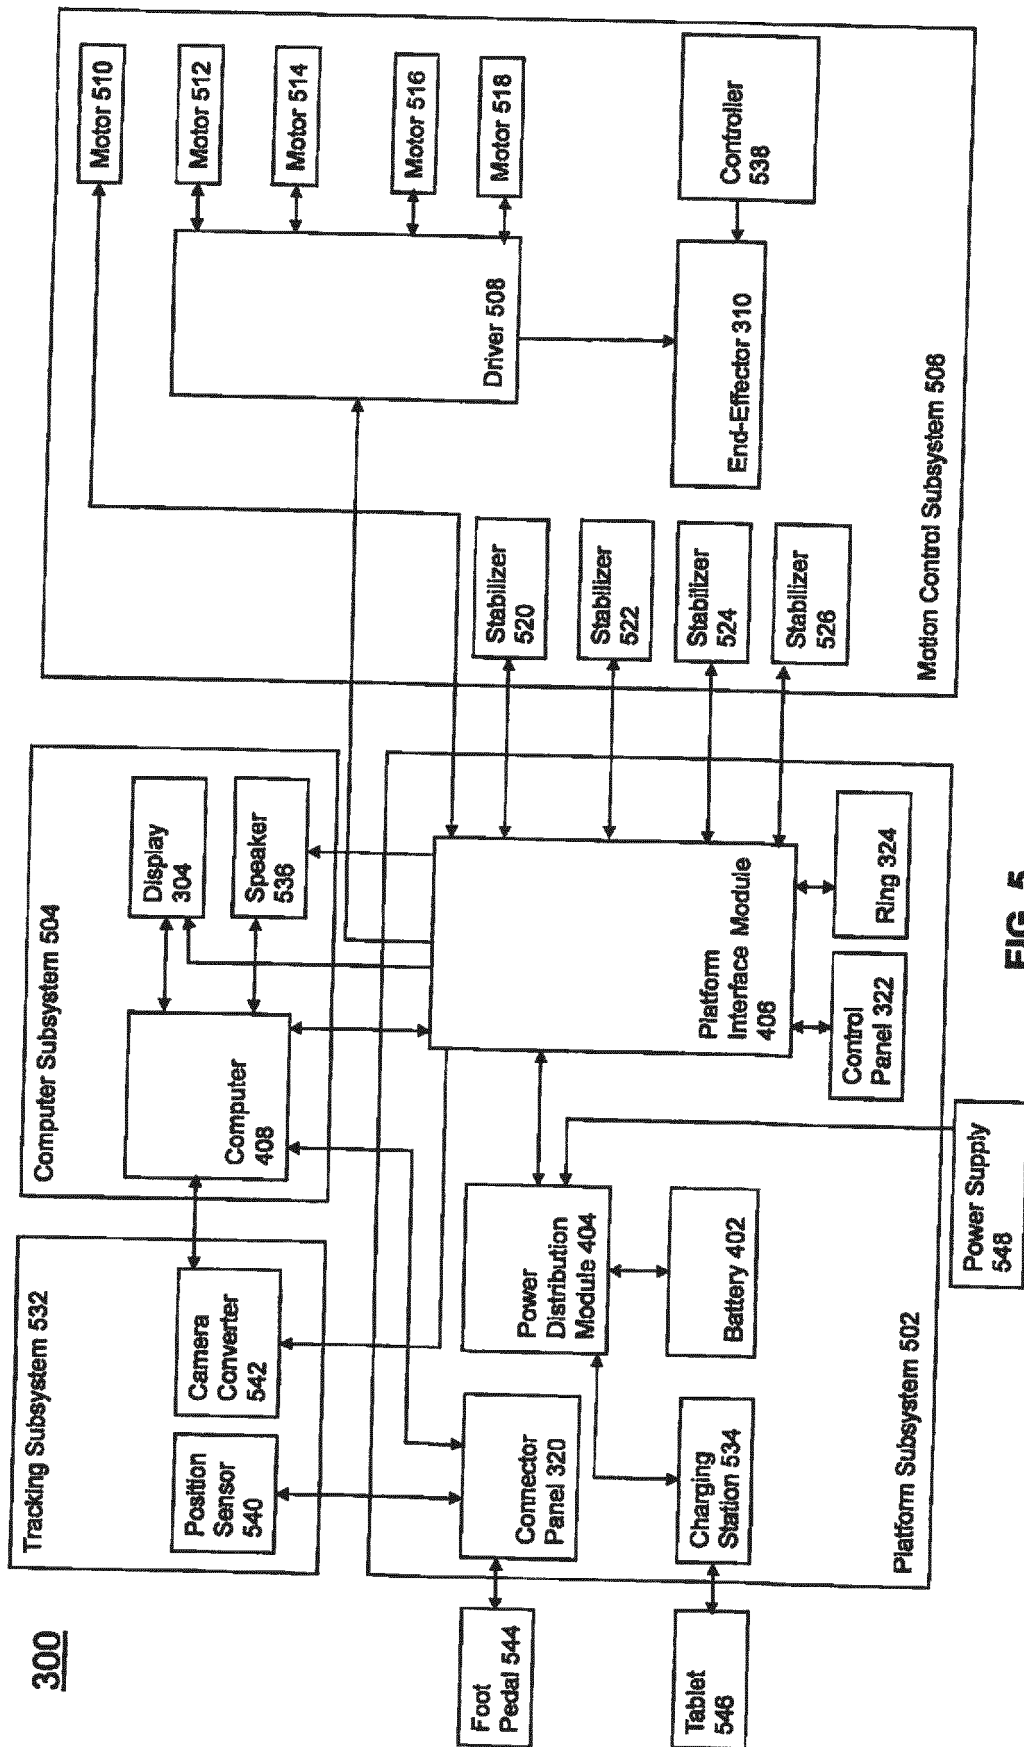 300
Tracking Subsystem 532
Position
Sensor
540
Camera
Converter
542
Computer Subsystem 504
Computer
408
Display
304
Speaker
536
Motor 510
Motor 512
Motor 514
Motor 516
Motor 518
Driver 508
Controller
538
End-Effector 310
Stabilizer
520
Stabilizer
522
Stabilizer
524
Stabilizer
526
Motion Control Subsystem 506
Foot
Pedal 544
Tablet
546
Connector
Panel 320
Charging
Station 534
Power
Distribution
Module 404
Battery 402
Platform
Interface Module
406
Control
Panel 322
Ring 324
Platform Subsystem 502
Power Supply
548
FIG. 5